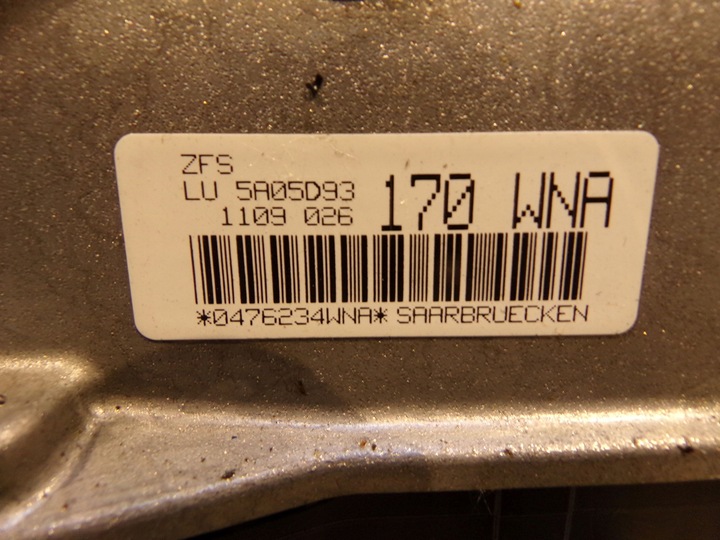 ZFS
LU 5A05D93
1109 026
170 WNA
*0476234WNA* SAARBRUECKEN